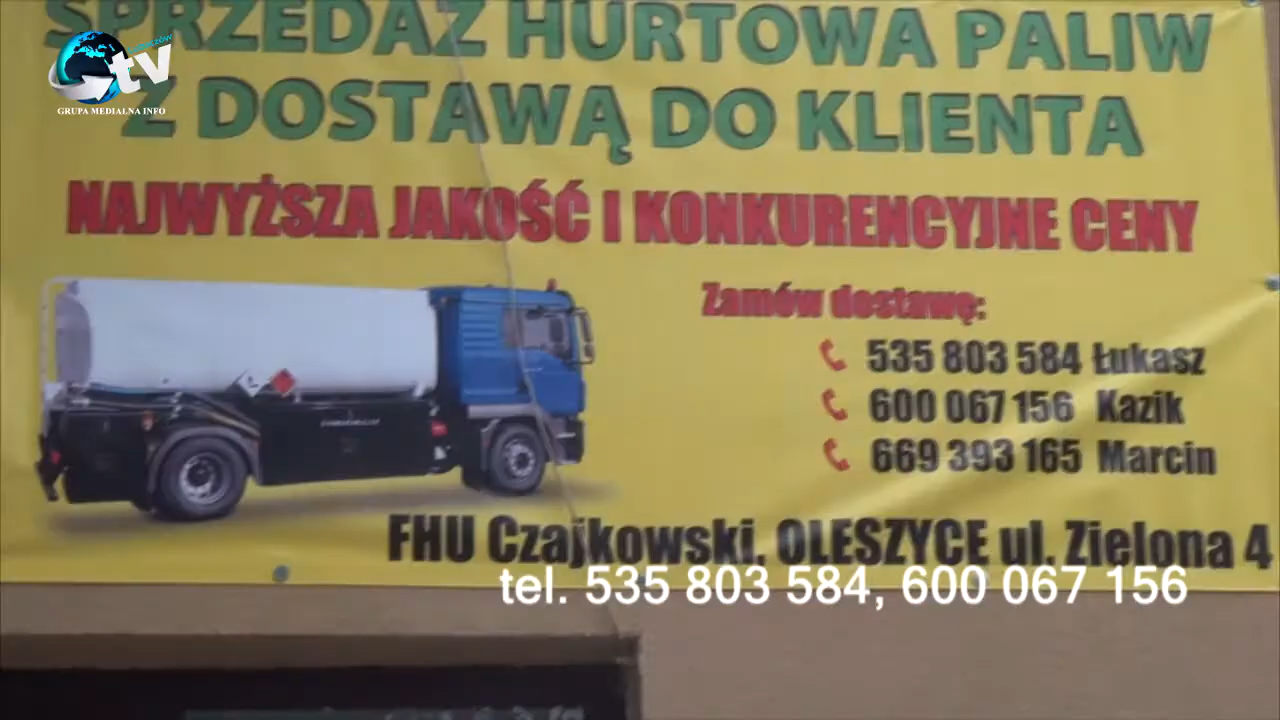 SPRZEDAŻ HURTOWA PALIW
Z DOSTAWĄ DO KLIENTA
tv
GRUPA MEDIALNA INFO
NAJWYŻSZA JAKOŚĆ I KONKURENCYJNE CENY
Zamów dostawę:
535 803 584 Łukasz
600 067 156 Kazik
669 393 165 Marcin
FHU Czajkowski, OLESZYCE ul. Zielona 4
tel. 535 803 584, 600 067 156